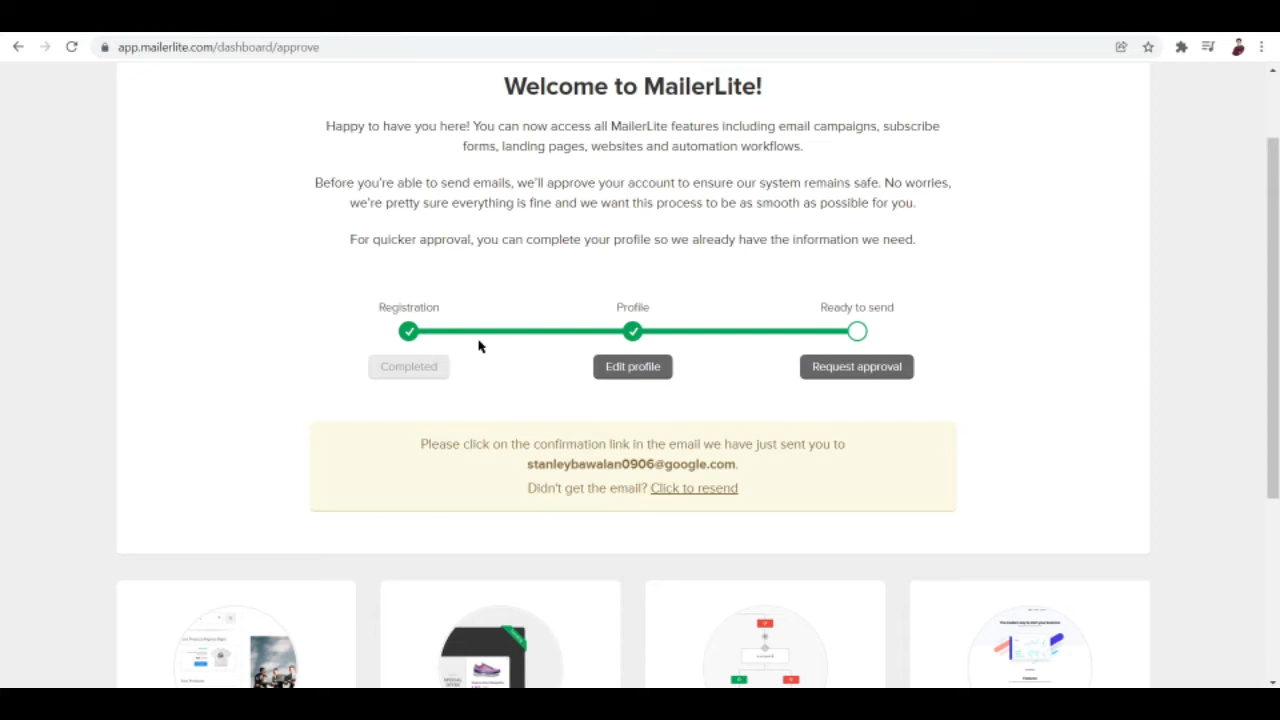 app.mailerlite.com/dashboard/approve
Welcome to MailerLite!
Happy to have you here! You can now access all MailerLite features including email campaigns, subscribe
forms, landing pages, websites and automation workflows.
Before you're able to send emails, we'll approve your account to ensure our system remains safe. No worries,
we're pretty sure everything is fine and we want this process to be as smooth as possible for you.
For quicker approval, you can complete your profile so we already have the information we need.
Registration Profile Ready to send
Completed Edit profile Request approval
Please click on the confirmation link in the email we have just sent you to
stanleybawalan0906@google.com.
Didn't get the email? Click to resend
SPECIAL
OFFER